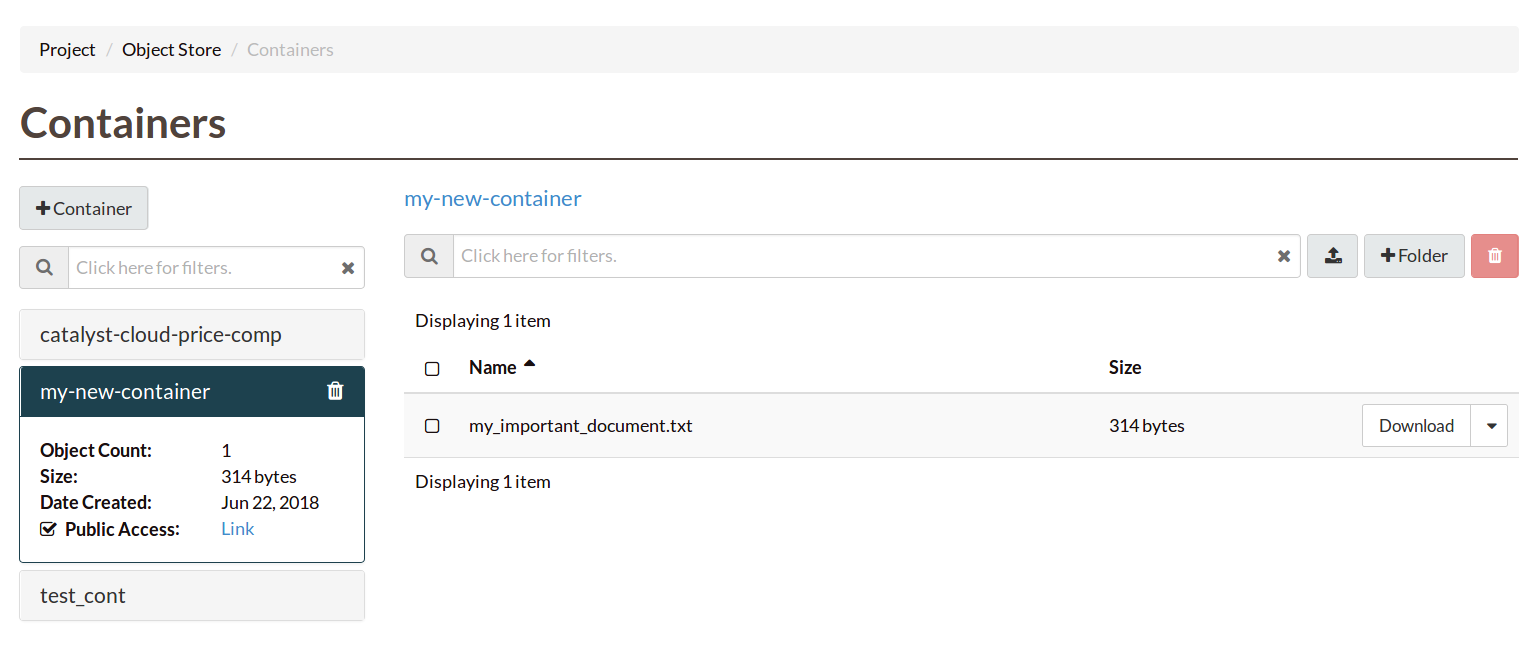 Project / Object Store / Containers
Containers
Container
Click here for filters.
catalyst-cloud-price-comp
my-new-container
Object Count: 1
Size: 314 bytes
Date Created: Jun 22, 2018
Public Access: Link
test_cont
my-new-container
Click here for filters.
Folder
Displaying 1 item
Name Size
my_important_document.txt 314 bytes Download
Displaying 1 item